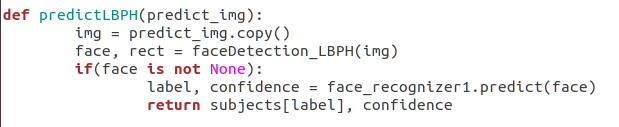 def predictLBPH(predict_img):
        img = predict_img.copy()
        face, rect = faceDetection_LBPH(img)
        if(face is not None):
                label, confidence = face_recognizer1.predict(face)
                return subjects[label], confidence